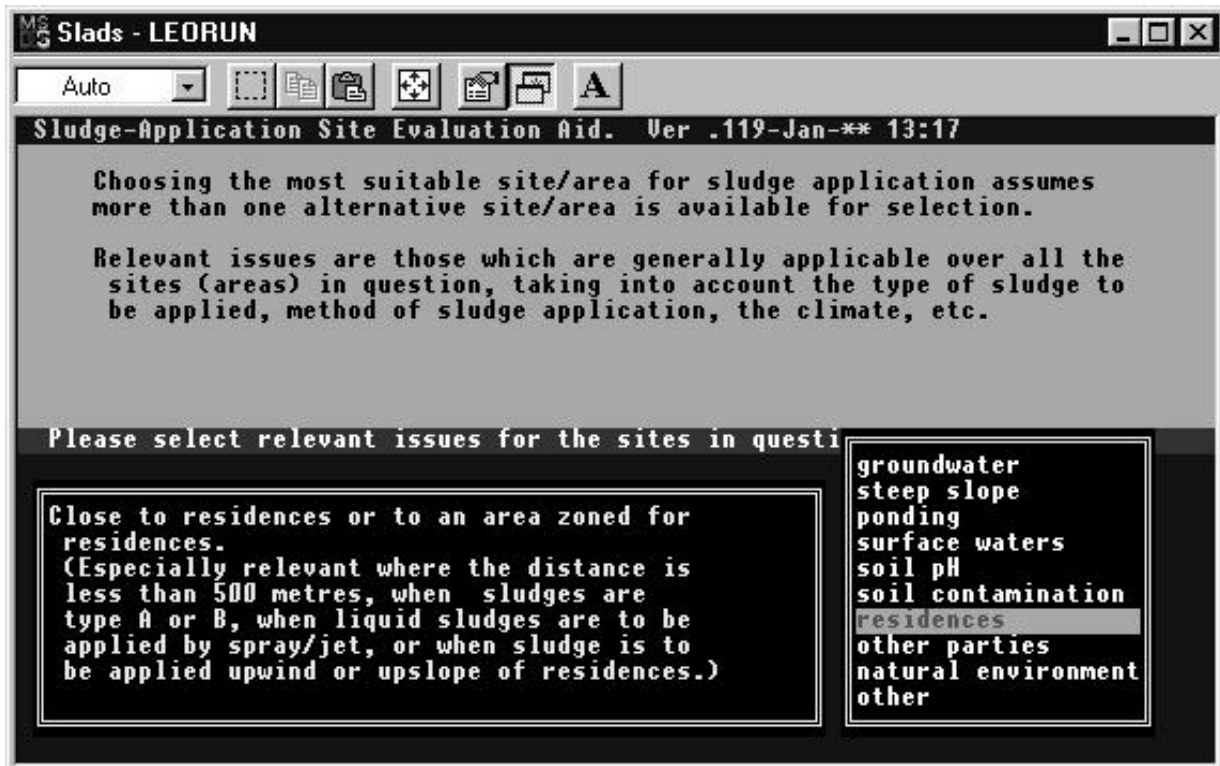 Slads - LEORUN
Auto
A
Sludge-Application Site Evaluation Aid.  Ver .119-Jan-** 13:17
Choosing the most suitable site/area for sludge application assumes
more than one alternative site/area is available for selection.
Relevant issues are those which are generally applicable over all the
sites (areas) in question, taking into account the type of sludge to
be applied, method of sludge application, the climate, etc.
Please select relevant issues for the sites in questi
Close to residences or to an area zoned for
residences.
(Especially relevant where the distance is
less than 500 metres, when  sludges are
type A or B, when liquid sludges are to be
applied by spray/jet, or when sludge is to
be applied upwind or upslope of residences.)
groundwater
steep slope
ponding
surface waters
soil pH
soil contamination
residences
other parties
natural environment
other